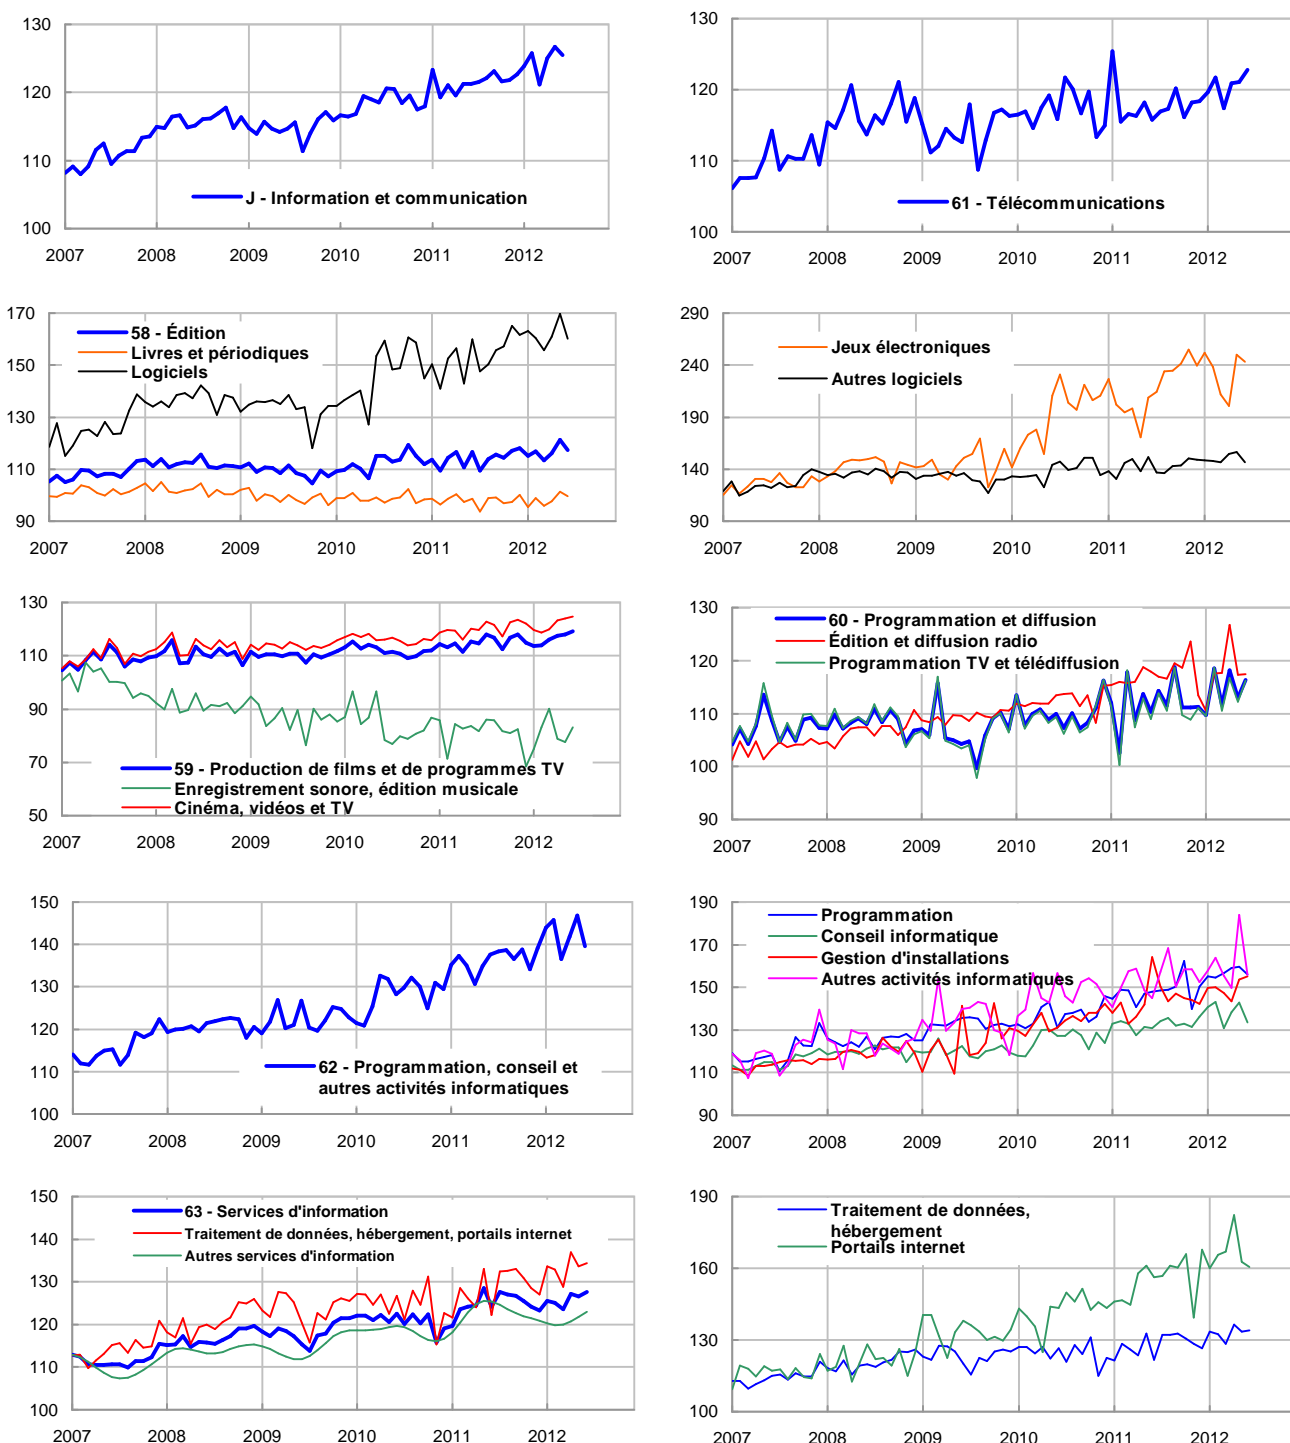 130
120
110
100
2007 2008 2009 2010 2011 2012
J - Information et communication
130
120
110
100
2007 2008 2009 2010 2011 2012
61 - Télécommunications
170
150
130
110
90
2007 2008 2009 2010 2011 2012
58 - Édition
Livres et périodiques
Logiciels
290
240
190
140
90
2007 2008 2009 2010 2011 2012
Jeux électroniques
Autres logiciels
130
110
90
70
50
2007 2008 2009 2010 2011 2012
59 - Production de films et de programmes TV
Enregistrement sonore, édition musicale
Cinéma, vidéos et TV
130
120
110
100
90
2007 2008 2009 2010 2011 2012
60 - Programmation et diffusion
Édition et diffusion radio
Programmation TV et télédiffusion
150
140
130
120
110
100
2007 2008 2009 2010 2011 2012
62 - Programmation, conseil et
autres activités informatiques
190
170
150
130
110
90
2007 2008 2009 2010 2011 2012
Programmation
Conseil informatique
Gestion d'installations
Autres activités informatiques
150
140
130
120
110
100
2007 2008 2009 2010 2011 2012
63 - Services d'information
Traitement de données, hébergement, portails internet
Autres services d'information
190
160
130
100
2007 2008 2009 2010 2011 2012
Traitement de données,
hébergement
Portails internet